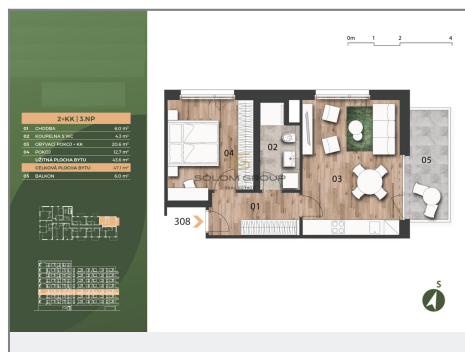 2+KK | 3.NP
01 CHODBA 6.0 m²
02 KOUPELNA S WC 4.3 m²
03 OBÝVACÍ POKOJ + KK 20.6 m²
04 POKOJ 12.7 m²
UŽITNÁ PLOCHA BYTU 43.6 m²
CELKOVÁ PLOCHA BYTU 47.1 m²
05 BALKON 6.0 m²
0m 1 2 4
04
02
03
05
01
308
SOLOM GROUP
S